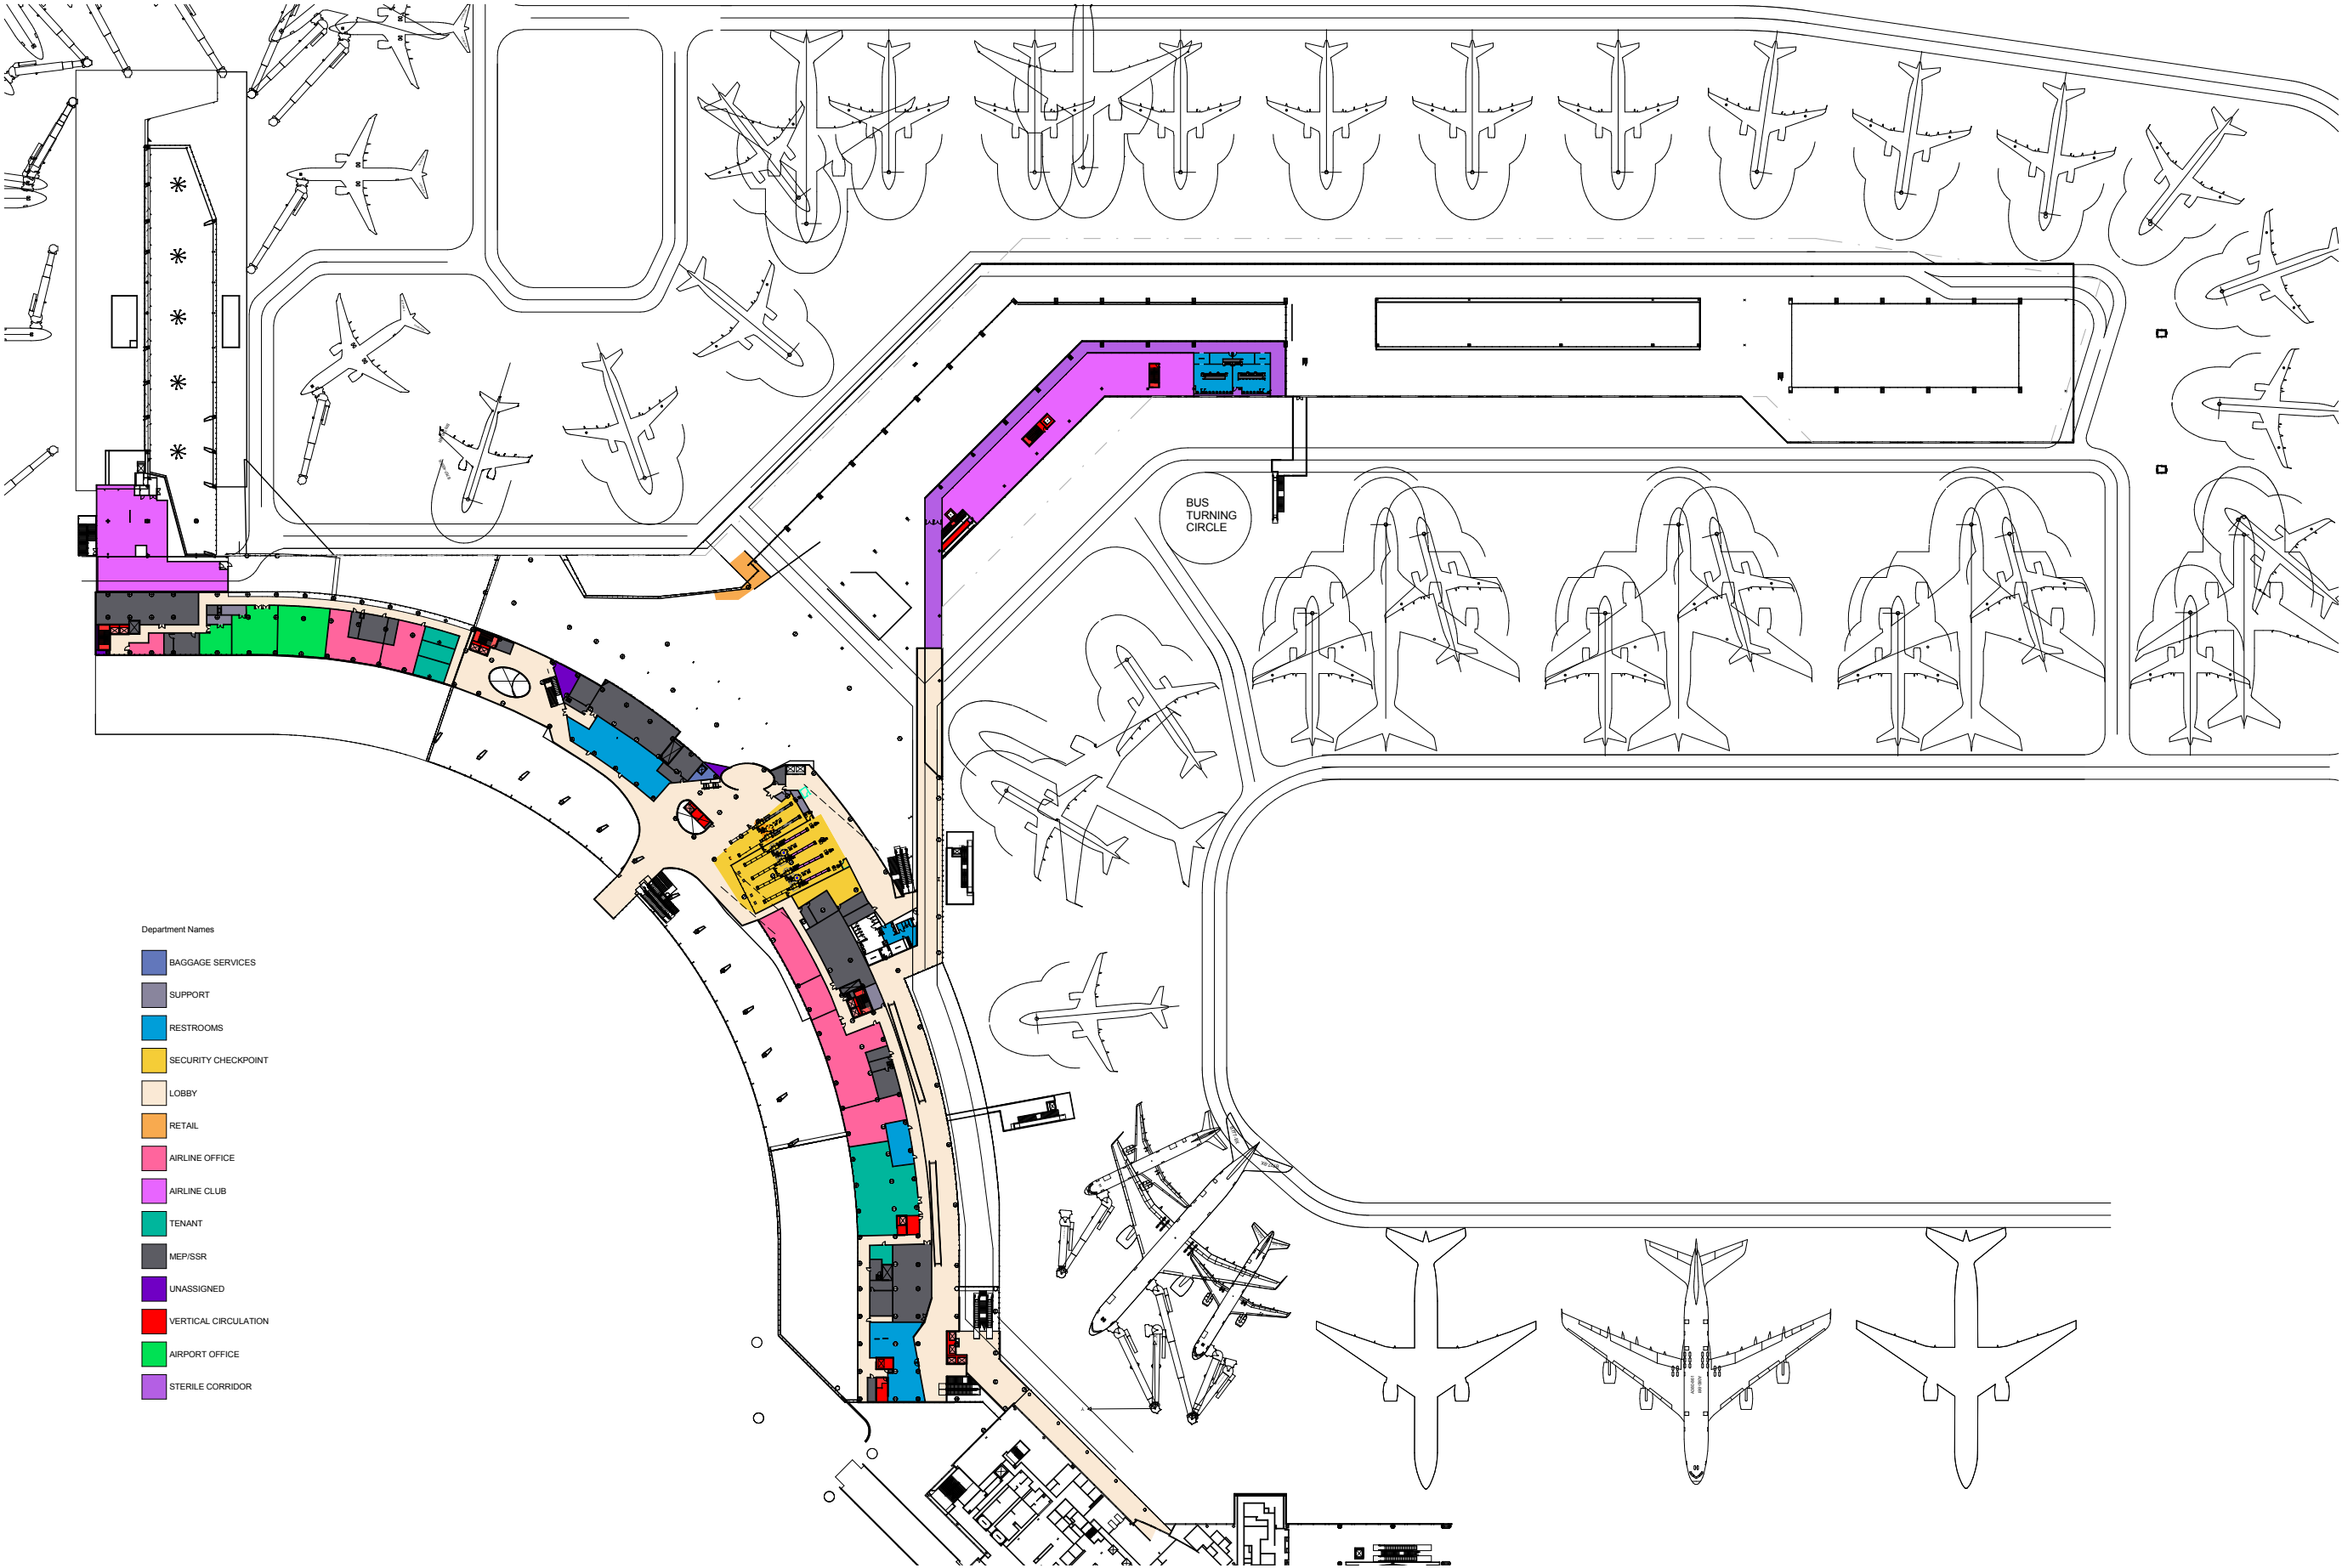 BUS
TURNING
CIRCLE
Department Names
BAGGAGE SERVICES
SUPPORT
RESTROOMS
SECURITY CHECKPOINT
LOBBY
RETAIL
AIRLINE OFFICE
AIRLINE CLUB
TENANT
MEP/SSR
UNASSIGNED
VERTICAL CIRCULATION
AIRPORT OFFICE
STERILE CORRIDOR